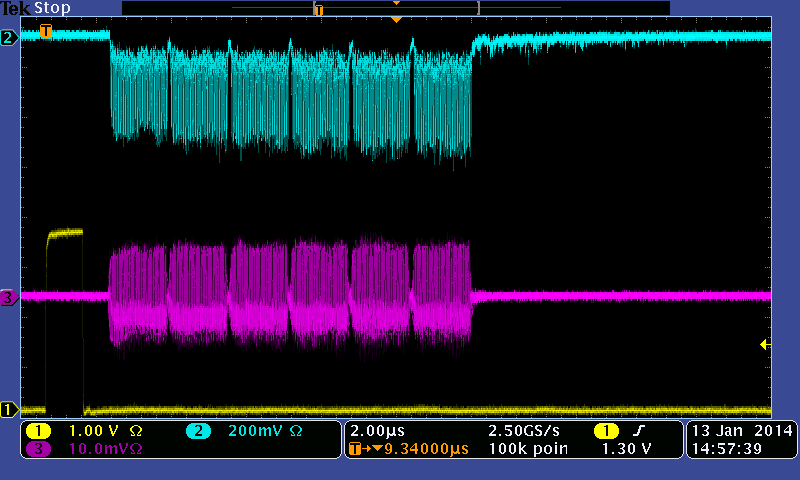 Tek Stop
T
T
2
3
1
1 1.00 V Ω 2 200mV Ω 2.00μs 2.50GS/s 1 1.30 V 13 Jan 2014
3 10.0mVΩ T→▼9.34000μs 100k poin 14:57:39